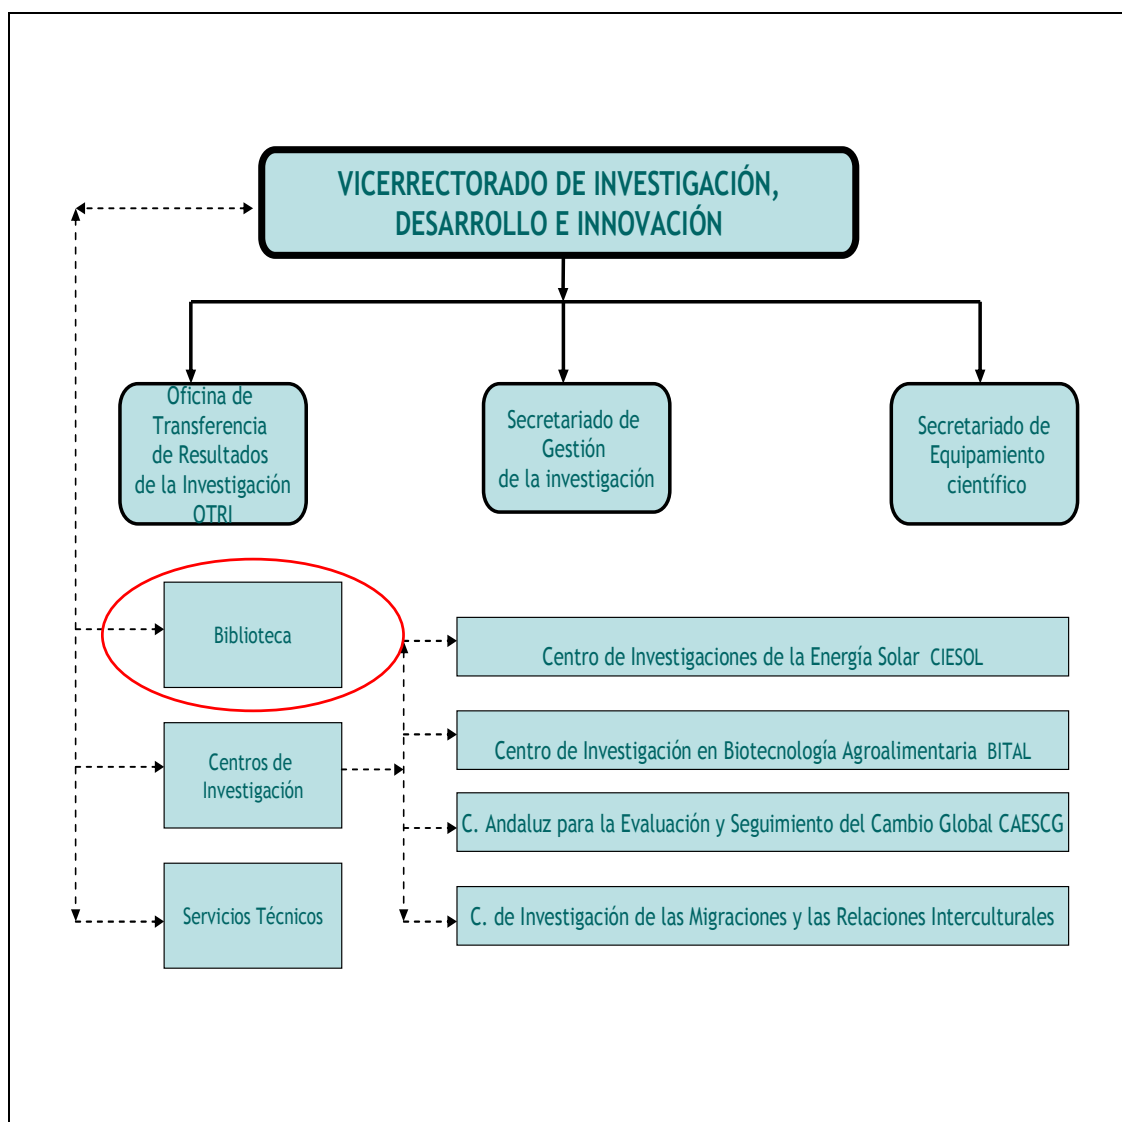 VICERRECTORADO DE INVESTIGACIÓN,
DESARROLLO E INNOVACIÓN
Oficina de
Transferencia
de Resultados
de la Investigación
OTRI
Secretariado de
Gestión
de la investigación
Secretariado de
Equipamiento
científico
Biblioteca
Centros de
Investigación
Servicios Técnicos
Centro de Investigaciones de la Energía Solar CIESOL
Centro de Investigación en Biotecnología Agroalimentaria BITAL
C. Andaluz para la Evaluación y Seguimiento del Cambio Global CAESCG
C. de Investigación de las Migraciones y las Relaciones Interculturales